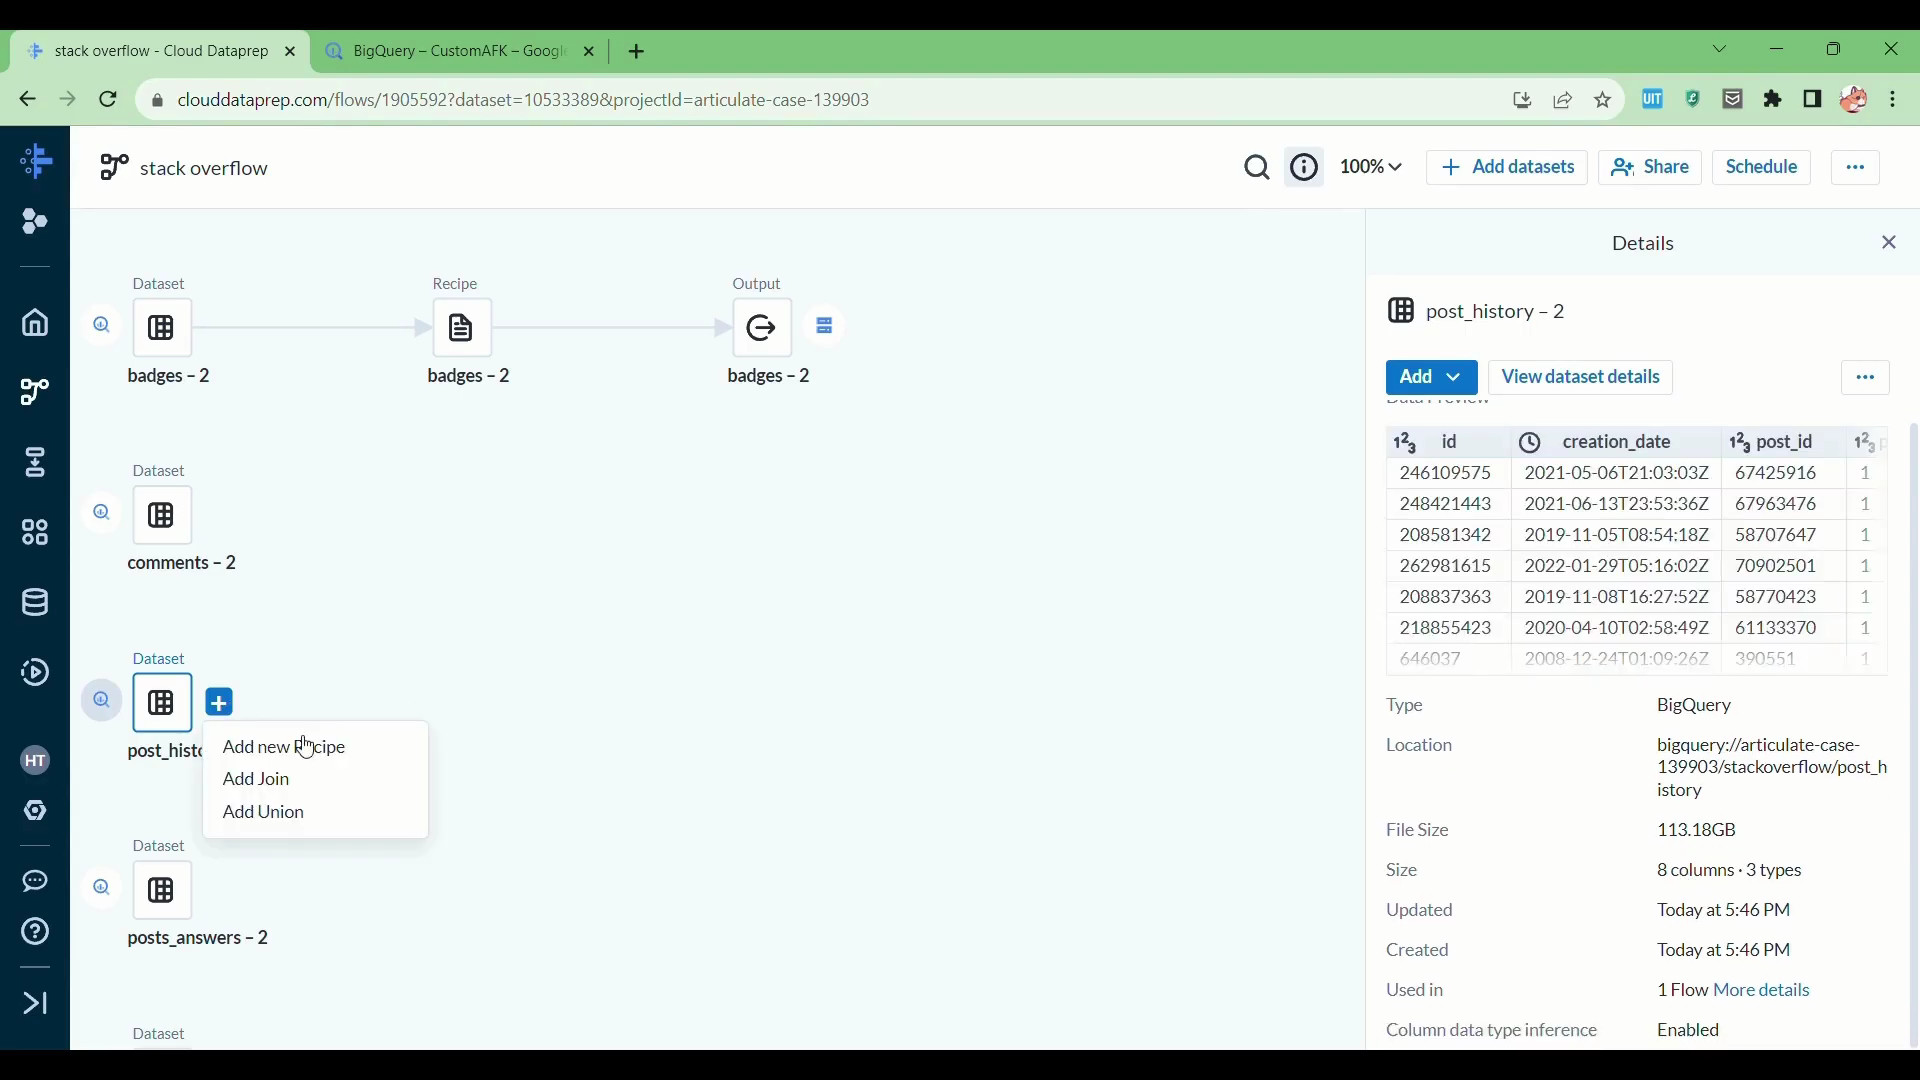 stack overflow - Cloud Dataprep
BigQuery – CustomAFK – Googl
clouddataprep.com/flows/1905592?dataset=10533389&projectId=articulate-case-139903
UIT
stack overflow
100%
Add datasets
Share
Schedule
Details
Dataset
Recipe
Output
badges – 2
badges – 2
badges – 2
Dataset
comments – 2
Dataset
post_histo
Add new Recipe
Add Join
Add Union
Dataset
posts_answers – 2
Dataset
HT
post_history – 2
Add
View dataset details
Data Preview
id creation_date post_id p
246109575 2021-05-06T21:03:03Z 67425916 1
248421443 2021-06-13T23:53:36Z 67963476 1
208581342 2019-11-05T08:54:18Z 58707647 1
262981615 2022-01-29T05:16:02Z 70902501 1
208837363 2019-11-08T16:27:52Z 58770423 1
218855423 2020-04-10T02:58:49Z 61133370 1
646037 2008-12-24T01:09:26Z 390551 1
Type BigQuery
Location bigquery://articulate-case-
139903/stackoverflow/post_h
istory
File Size 113.18GB
Size 8 columns · 3 types
Updated Today at 5:46 PM
Created Today at 5:46 PM
Used in 1 Flow More details
Column data type inference Enabled